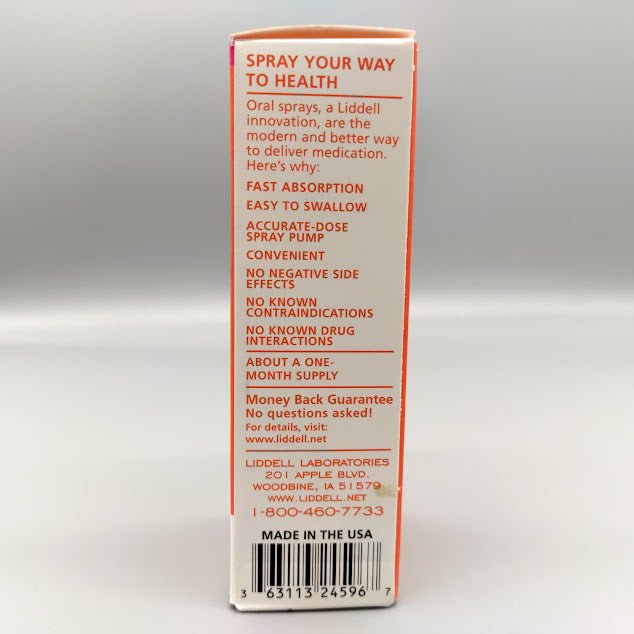 SPRAY YOUR WAY
TO HEALTH
Oral sprays, a Liddell
innovation, are the
modern and better way
to deliver medication.
Here's why:
FAST ABSORPTION
EASY TO SWALLOW
ACCURATE-DOSE
SPRAY PUMP
CONVENIENT
NO NEGATIVE SIDE
EFFECTS
NO KNOWN
CONTRAINDICATIONS
NO KNOWN DRUG
INTERACTIONS
ABOUT A ONE-
MONTH SUPPLY
Money Back Guarantee
No questions asked!
For details, visit:
www.liddell.net
LIDDELL LABORATORIES
201 APPLE BLVD.
WOODBINE, IA 51579
WWW.LIDDELL.NET
1-800-460-7733
MADE IN THE USA
3 63113 24596 7